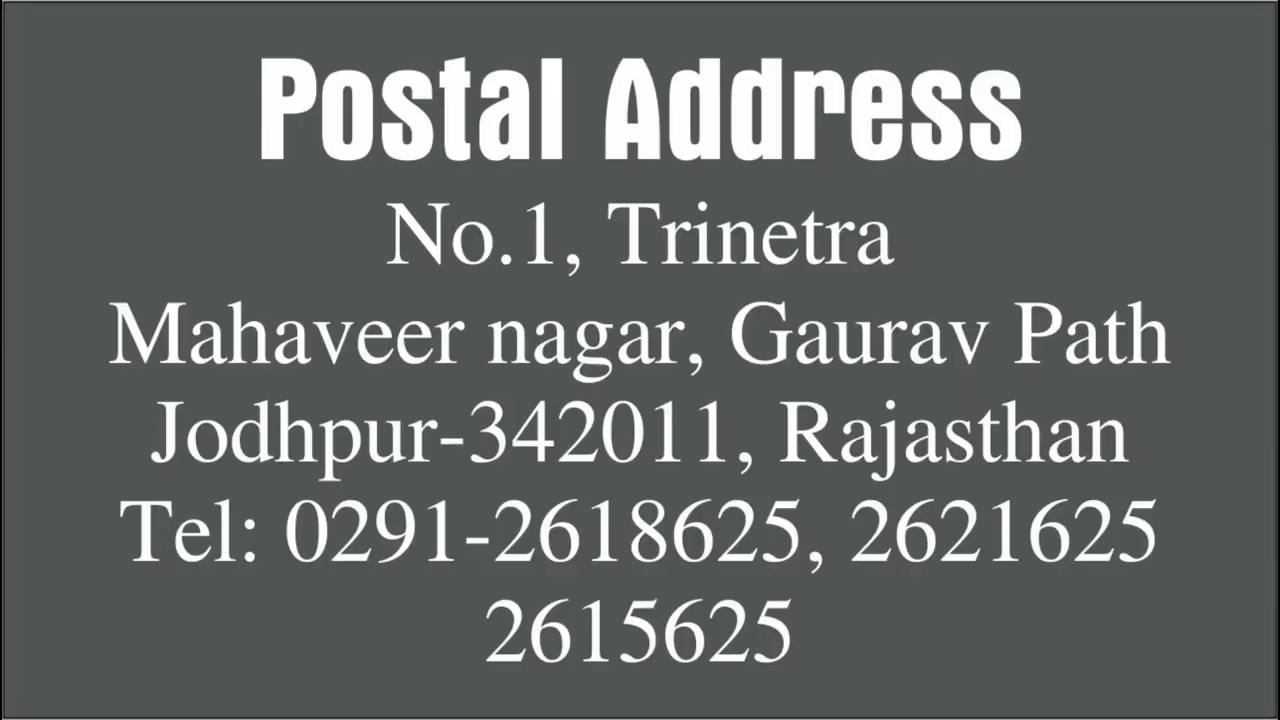 Postal Address
No.1, Trinetra
Mahaveer nagar, Gaurav Path
Jodhpur-342011, Rajasthan
Tel: 0291-2618625, 2621625
2615625